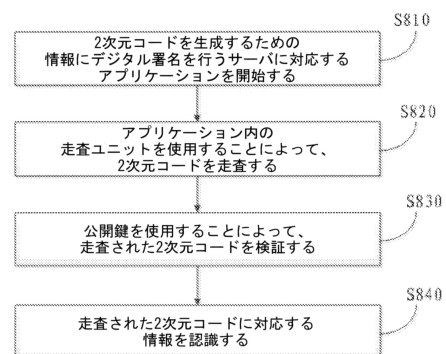 S810
2次元コードを生成するための
情報にデジタル署名を行うサーバに対応する
アプリケーションを開始する
S820
アプリケーション内の
走査ユニットを使用することによって、
2次元コードを走査する
S830
公開鍵を使用することによって、
走査された2次元コードを検証する
S840
走査された2次元コードに対応する
情報を認識する